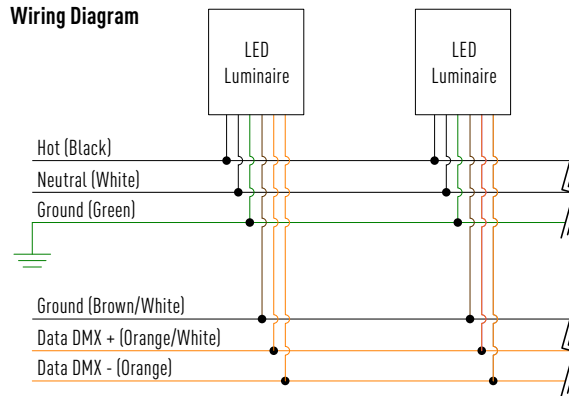 Wiring Diagram
LED
Luminaire
LED
Luminaire
Hot (Black)
Neutral (White)
Ground (Green)
Ground (Brown/White)
Data DMX + (Orange/White)
Data DMX - (Orange)